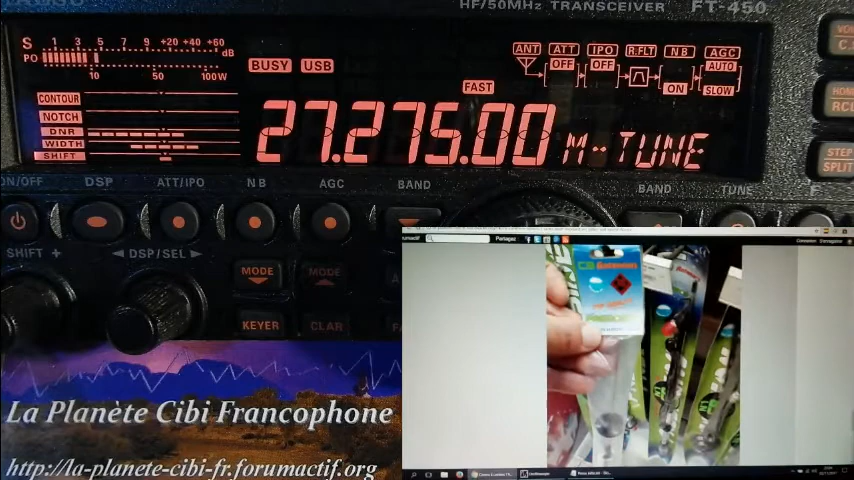 HF/50MHz TRANSCEIVER FT-450
S 1 3 5 7 9 +20 +40 +60 dB
PO 10 50 100W
BUSY USB
ANT ATT IPO R.FLT NB AGC
OFF OFF AUTO
ON SLOW
FAST
CONTOUR
NOTCH
DNR
WIDTH
SHIFT
27.275.00 M--TUNE
STEP
SPLIT
ON/OFF DSP ATT/IPO NB AGC BAND BAND TUNE F
SHIFT + DSP/SEL
MODE MODE
KEYER CLAR
Partagez
La Planète Cibi Francophone
http://la-planete-cibi-fr.forumactif.org